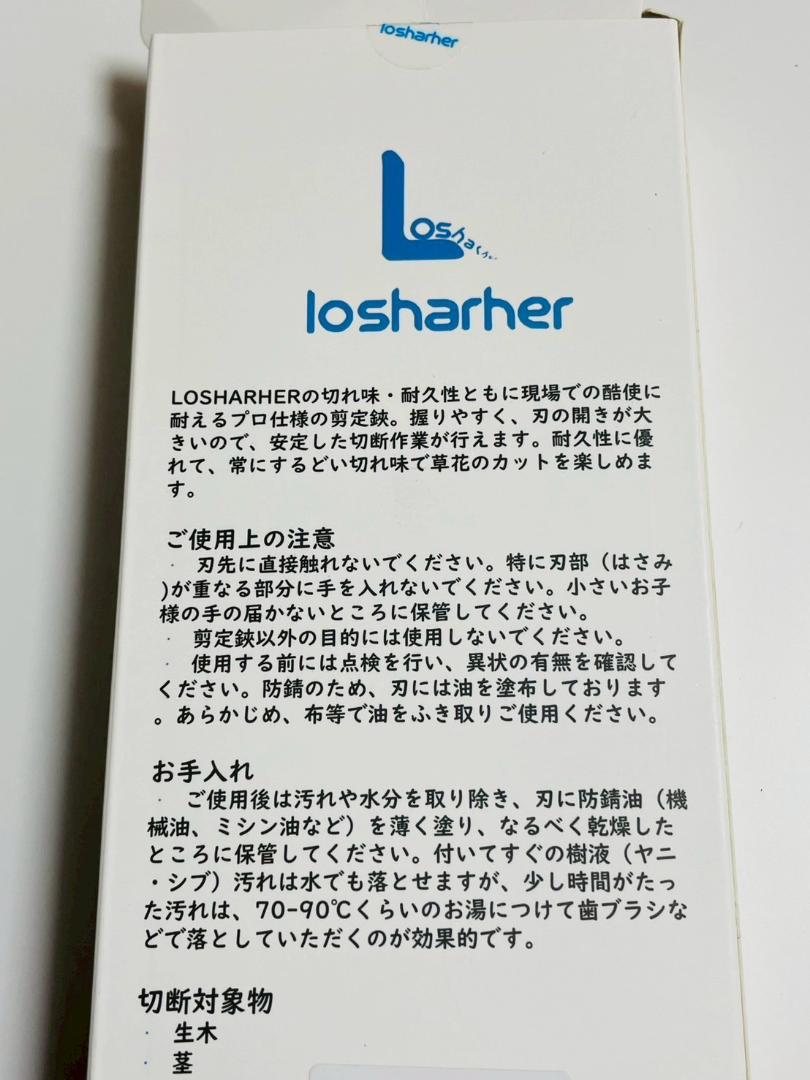 losharher
Losharher
losharher
LOSHARHERの切れ味・耐久性ともに現場での酷使に
耐えるプロ仕様の剪定鋏。握りやすく、刃の開きが大
きいので、安定した切断作業が行えます。耐久性に優
れて、常にするどい切れ味で草花のカットを楽しめま
す。
ご使用上の注意
· 刃先に直接触れないでください。特に刃部（はさみ
)が重なる部分に手を入れないでください。小さいお子
様の手の届かないところに保管してください。
· 剪定鋏以外の目的には使用しないでください。
· 使用する前には点検を行い、異状の有無を確認して
ください。防錆のため、刃には油を塗布しております
。あらかじめ、布等で油をふき取りご使用ください。
お手入れ
· ご使用後は汚れや水分を取り除き、刃に防錆油（機
械油、ミシン油など）を薄く塗り、なるべく乾燥した
ところに保管してください。付いてすぐの樹液（ヤニ
・シブ）汚れは水でも落とせますが、少し時間がたっ
た汚れは、70-90℃くらいのお湯につけて歯ブラシな
どで落としていただくのが効果的です。
切断対象物
· 生木
· 茎